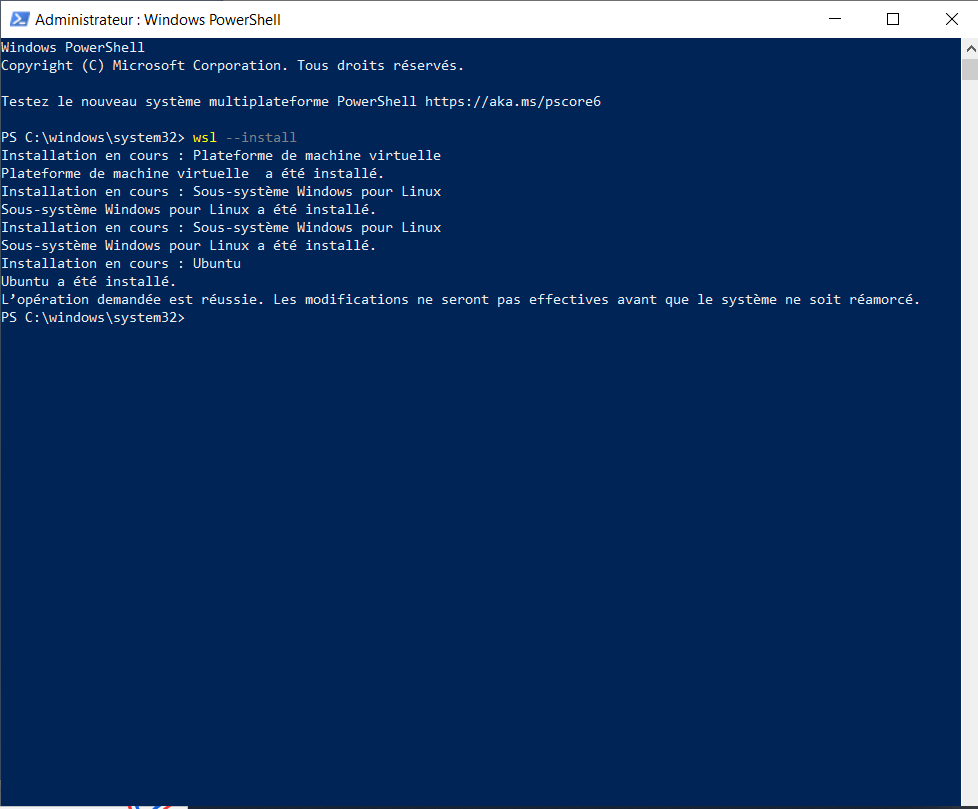 Administrateur : Windows PowerShell
Windows PowerShell
Copyright (C) Microsoft Corporation. Tous droits réservés.
Testez le nouveau système multiplateforme PowerShell https://aka.ms/pscore6
PS C:\windows\system32> wsl --install
Installation en cours : Plateforme de machine virtuelle
Plateforme de machine virtuelle  a été installé.
Installation en cours : Sous-système Windows pour Linux
Sous-système Windows pour Linux a été installé.
Installation en cours : Sous-système Windows pour Linux
Sous-système Windows pour Linux a été installé.
Installation en cours : Ubuntu
Ubuntu a été installé.
L’opération demandée est réussie. Les modifications ne seront pas effectives avant que le système ne soit réamorcé.
PS C:\windows\system32>